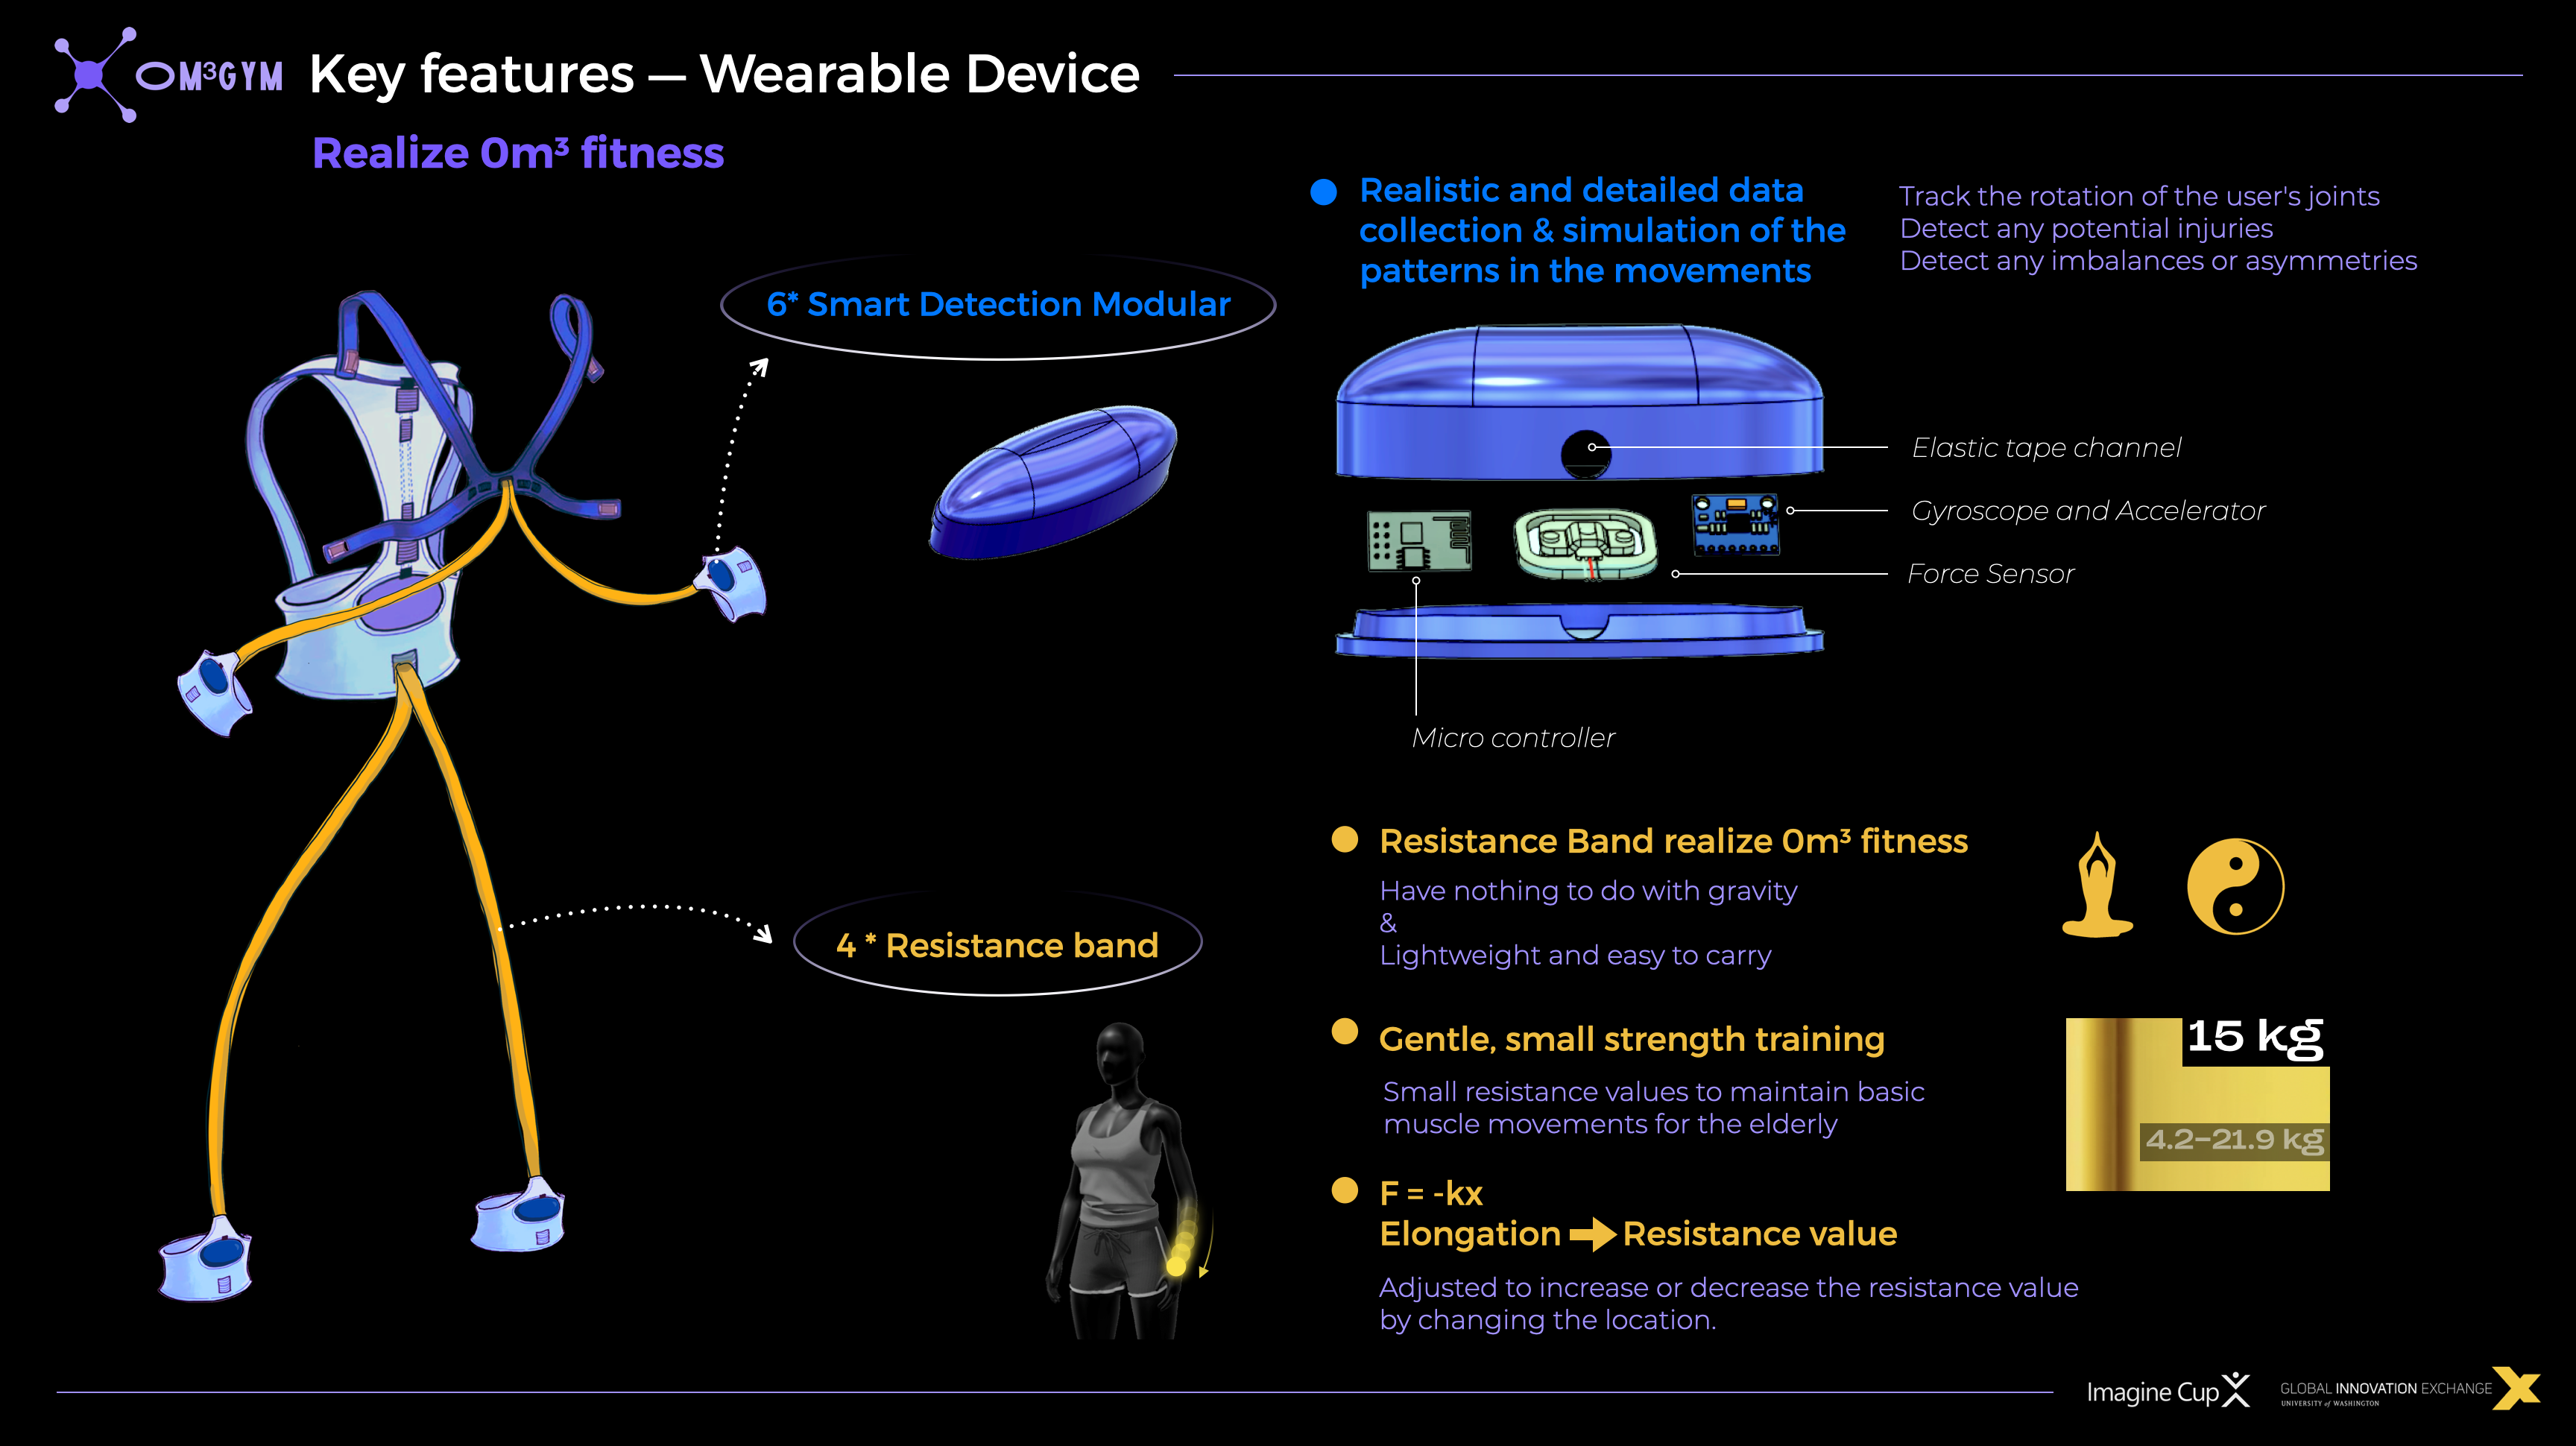 OM³GYM
Key features — Wearable Device
Realize 0m³ fitness
6* Smart Detection Modular
Realistic and detailed data
collection & simulation of the
patterns in the movements
Track the rotation of the user's joints
Detect any potential injuries
Detect any imbalances or asymmetries
Elastic tape channel
Gyroscope and Accelerator
Force Sensor
Micro controller
4 * Resistance band
Resistance Band realize 0m³ fitness
Have nothing to do with gravity
&
Lightweight and easy to carry
Gentle, small strength training
Small resistance values to maintain basic
muscle movements for the elderly
15 kg
4.2–21.9 kg
F = -kx
Elongation Resistance value
Adjusted to increase or decrease the resistance value
by changing the location.
Imagine Cup
GLOBAL INNOVATION EXCHANGE
UNIVERSITY of WASHINGTON